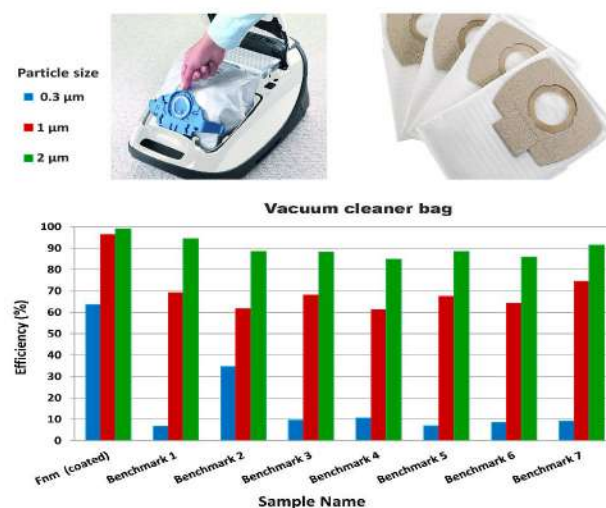 Particle size
0.3 µm
1 µm
2 µm
Vacuum cleaner bag
Efficiency (%)
100
90
80
70
60
50
40
30
20
10
0
Fnm (coated)
Benchmark 1
Benchmark 2
Benchmark 3
Benchmark 4
Benchmark 5
Benchmark 6
Benchmark 7
Sample Name